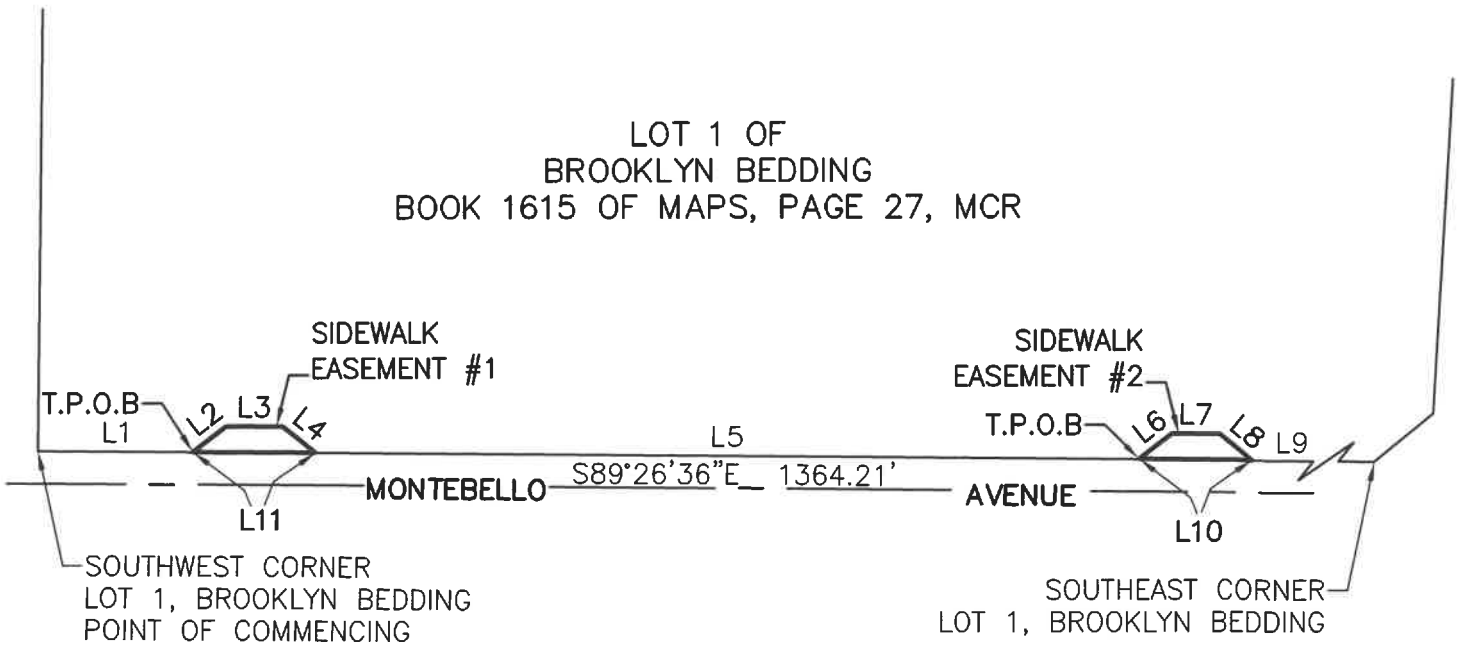 LOT 1 OF
BROOKLYN BEDDING
BOOK 1615 OF MAPS, PAGE 27, MCR
SIDEWALK
EASEMENT #1
SIDEWALK
EASEMENT #2
T.P.O.B
L1
L2
L3
L4
L5
T.P.O.B
L6
L7
L8
L9
MONTEBELLO S89°26'36"E 1364.21' AVENUE
L11
L10
SOUTHWEST CORNER
LOT 1, BROOKLYN BEDDING
POINT OF COMMENCING
SOUTHEAST CORNER
LOT 1, BROOKLYN BEDDING